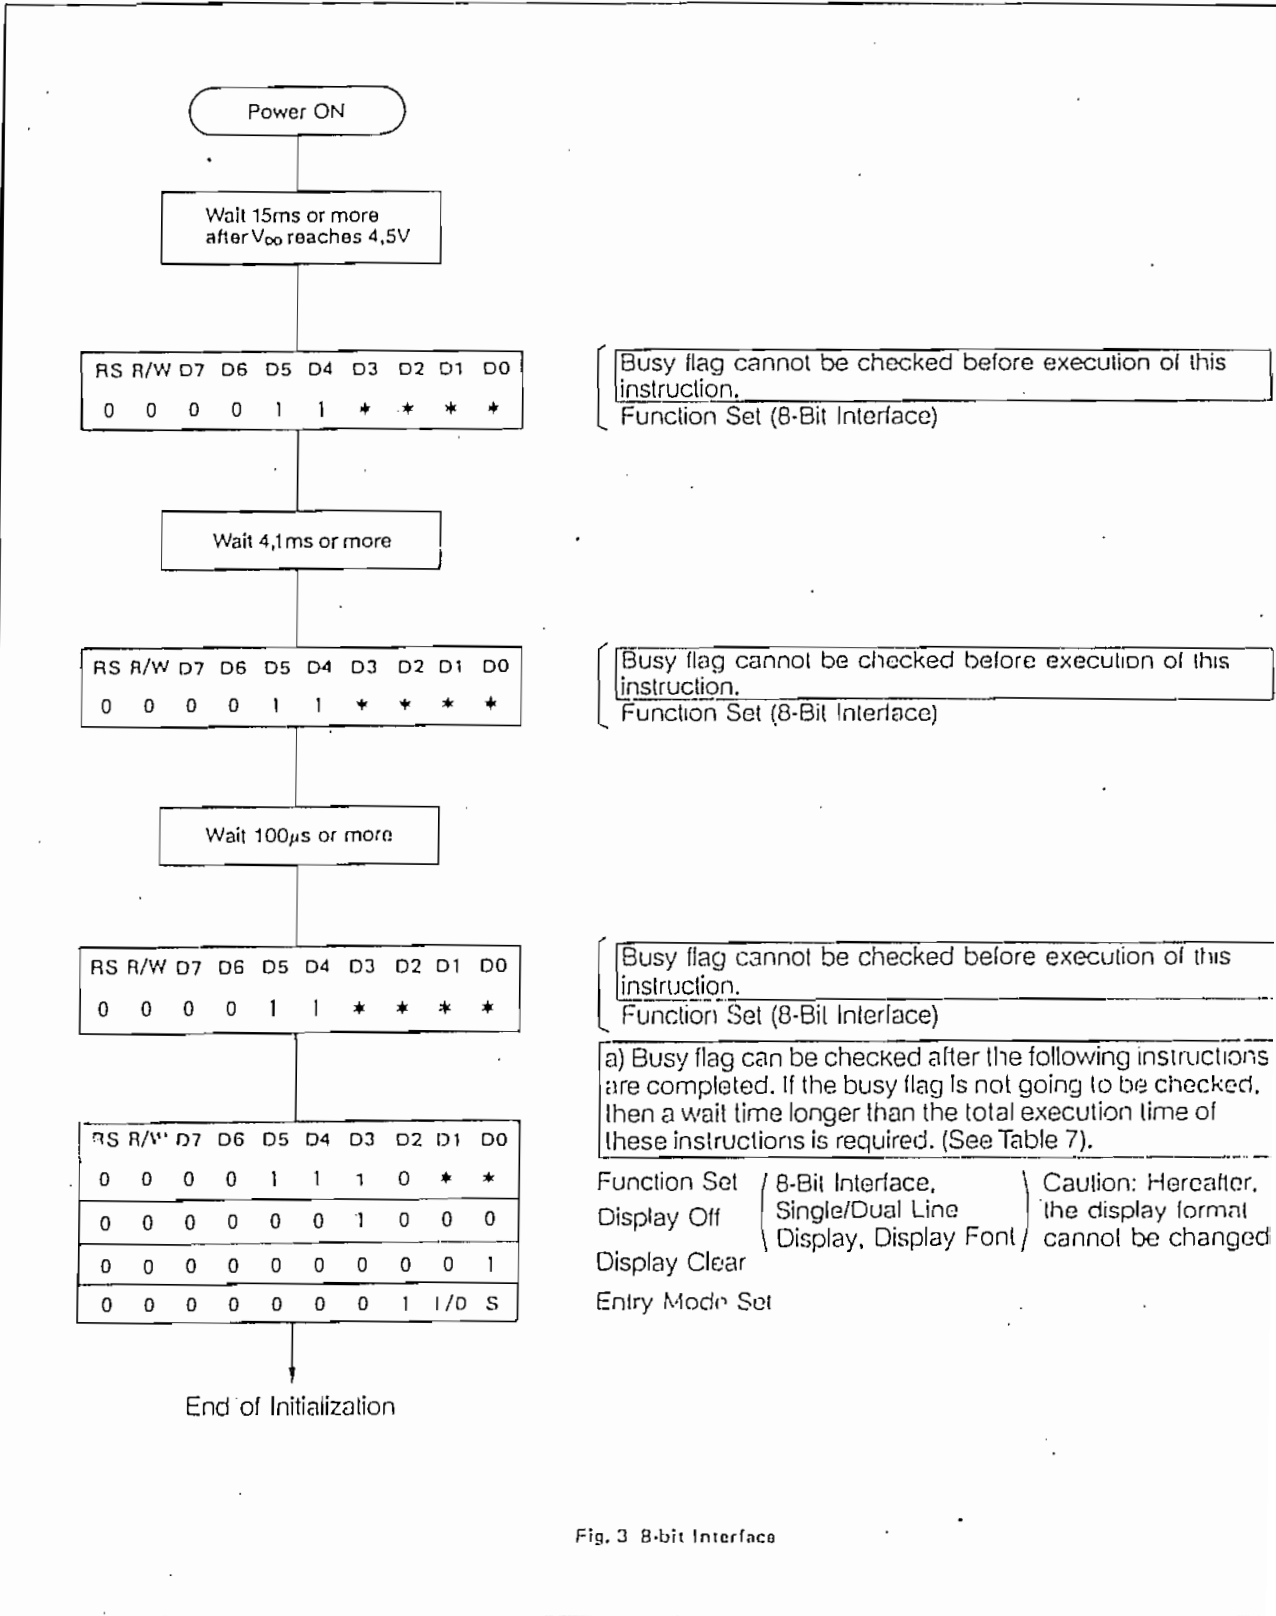 Power ON
Wait 15ms or more
after VDD reaches 4,5V
RS R/W D7 D6 D5 D4 D3 D2 D1 D0
0 0 0 0 1 1 * * * *
Busy flag cannot be checked before execution of this
instruction.
Function Set (8-Bit Interface)
Wait 4,1ms or more
RS R/W D7 D6 D5 D4 D3 D2 D1 D0
0 0 0 0 1 1 * * * *
Busy flag cannot be checked before execution of this
instruction.
Function Set (8-Bit Interface)
Wait 100µs or more
RS R/W D7 D6 D5 D4 D3 D2 D1 D0
0 0 0 0 1 1 * * * *
Busy flag cannot be checked before execution of this
instruction.
Function Set (8-Bit Interface)
a) Busy flag can be checked after the following instructions
are completed. If the busy flag is not going to be checked,
then a wait time longer than the total execution time of
these instructions is required. (See Table 7).
RS R/W D7 D6 D5 D4 D3 D2 D1 D0
0 0 0 0 1 1 1 0 * *
0 0 0 0 0 0 1 0 0 0
0 0 0 0 0 0 0 0 0 1
0 0 0 0 0 0 0 1 I/D S
Function Set
Display Off
Display Clear
Entry Mode Set
8-Bit Interface,
Single/Dual Line
Display, Display Font
Caution: Hereafter,
the display format
cannot be changed
End of Initialization
Fig. 3 8-bit Interface